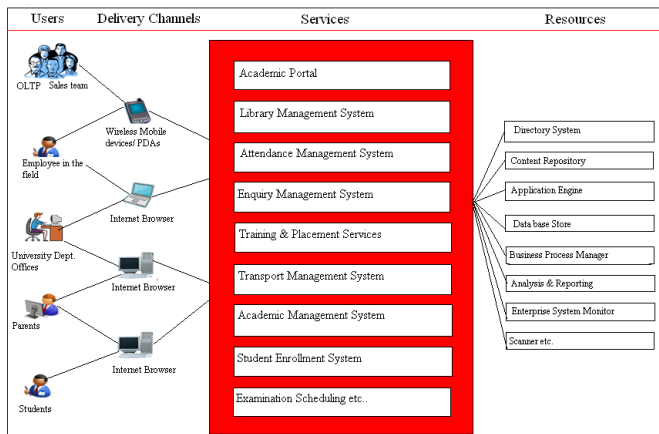 Users
Delivery Channels
Services
Resources
OLTP Sales team
Wireless Mobile
devices/ PDAs
Employee in the
field
Internet Browser
University Dept.
Offices
Internet Browser
Parents
Internet Browser
Students
Academic Portal
Library Management System
Attendance Management System
Enquiry Management System
Training & Placement Services
Transport Management System
Academic Management System
Student Enrollment System
Examination Scheduling etc..
Directory System
Content Repository
Application Engine
Data base Store
Business Process Manager
Analysis & Reporting
Enterprise System Monitor
Scanner etc.